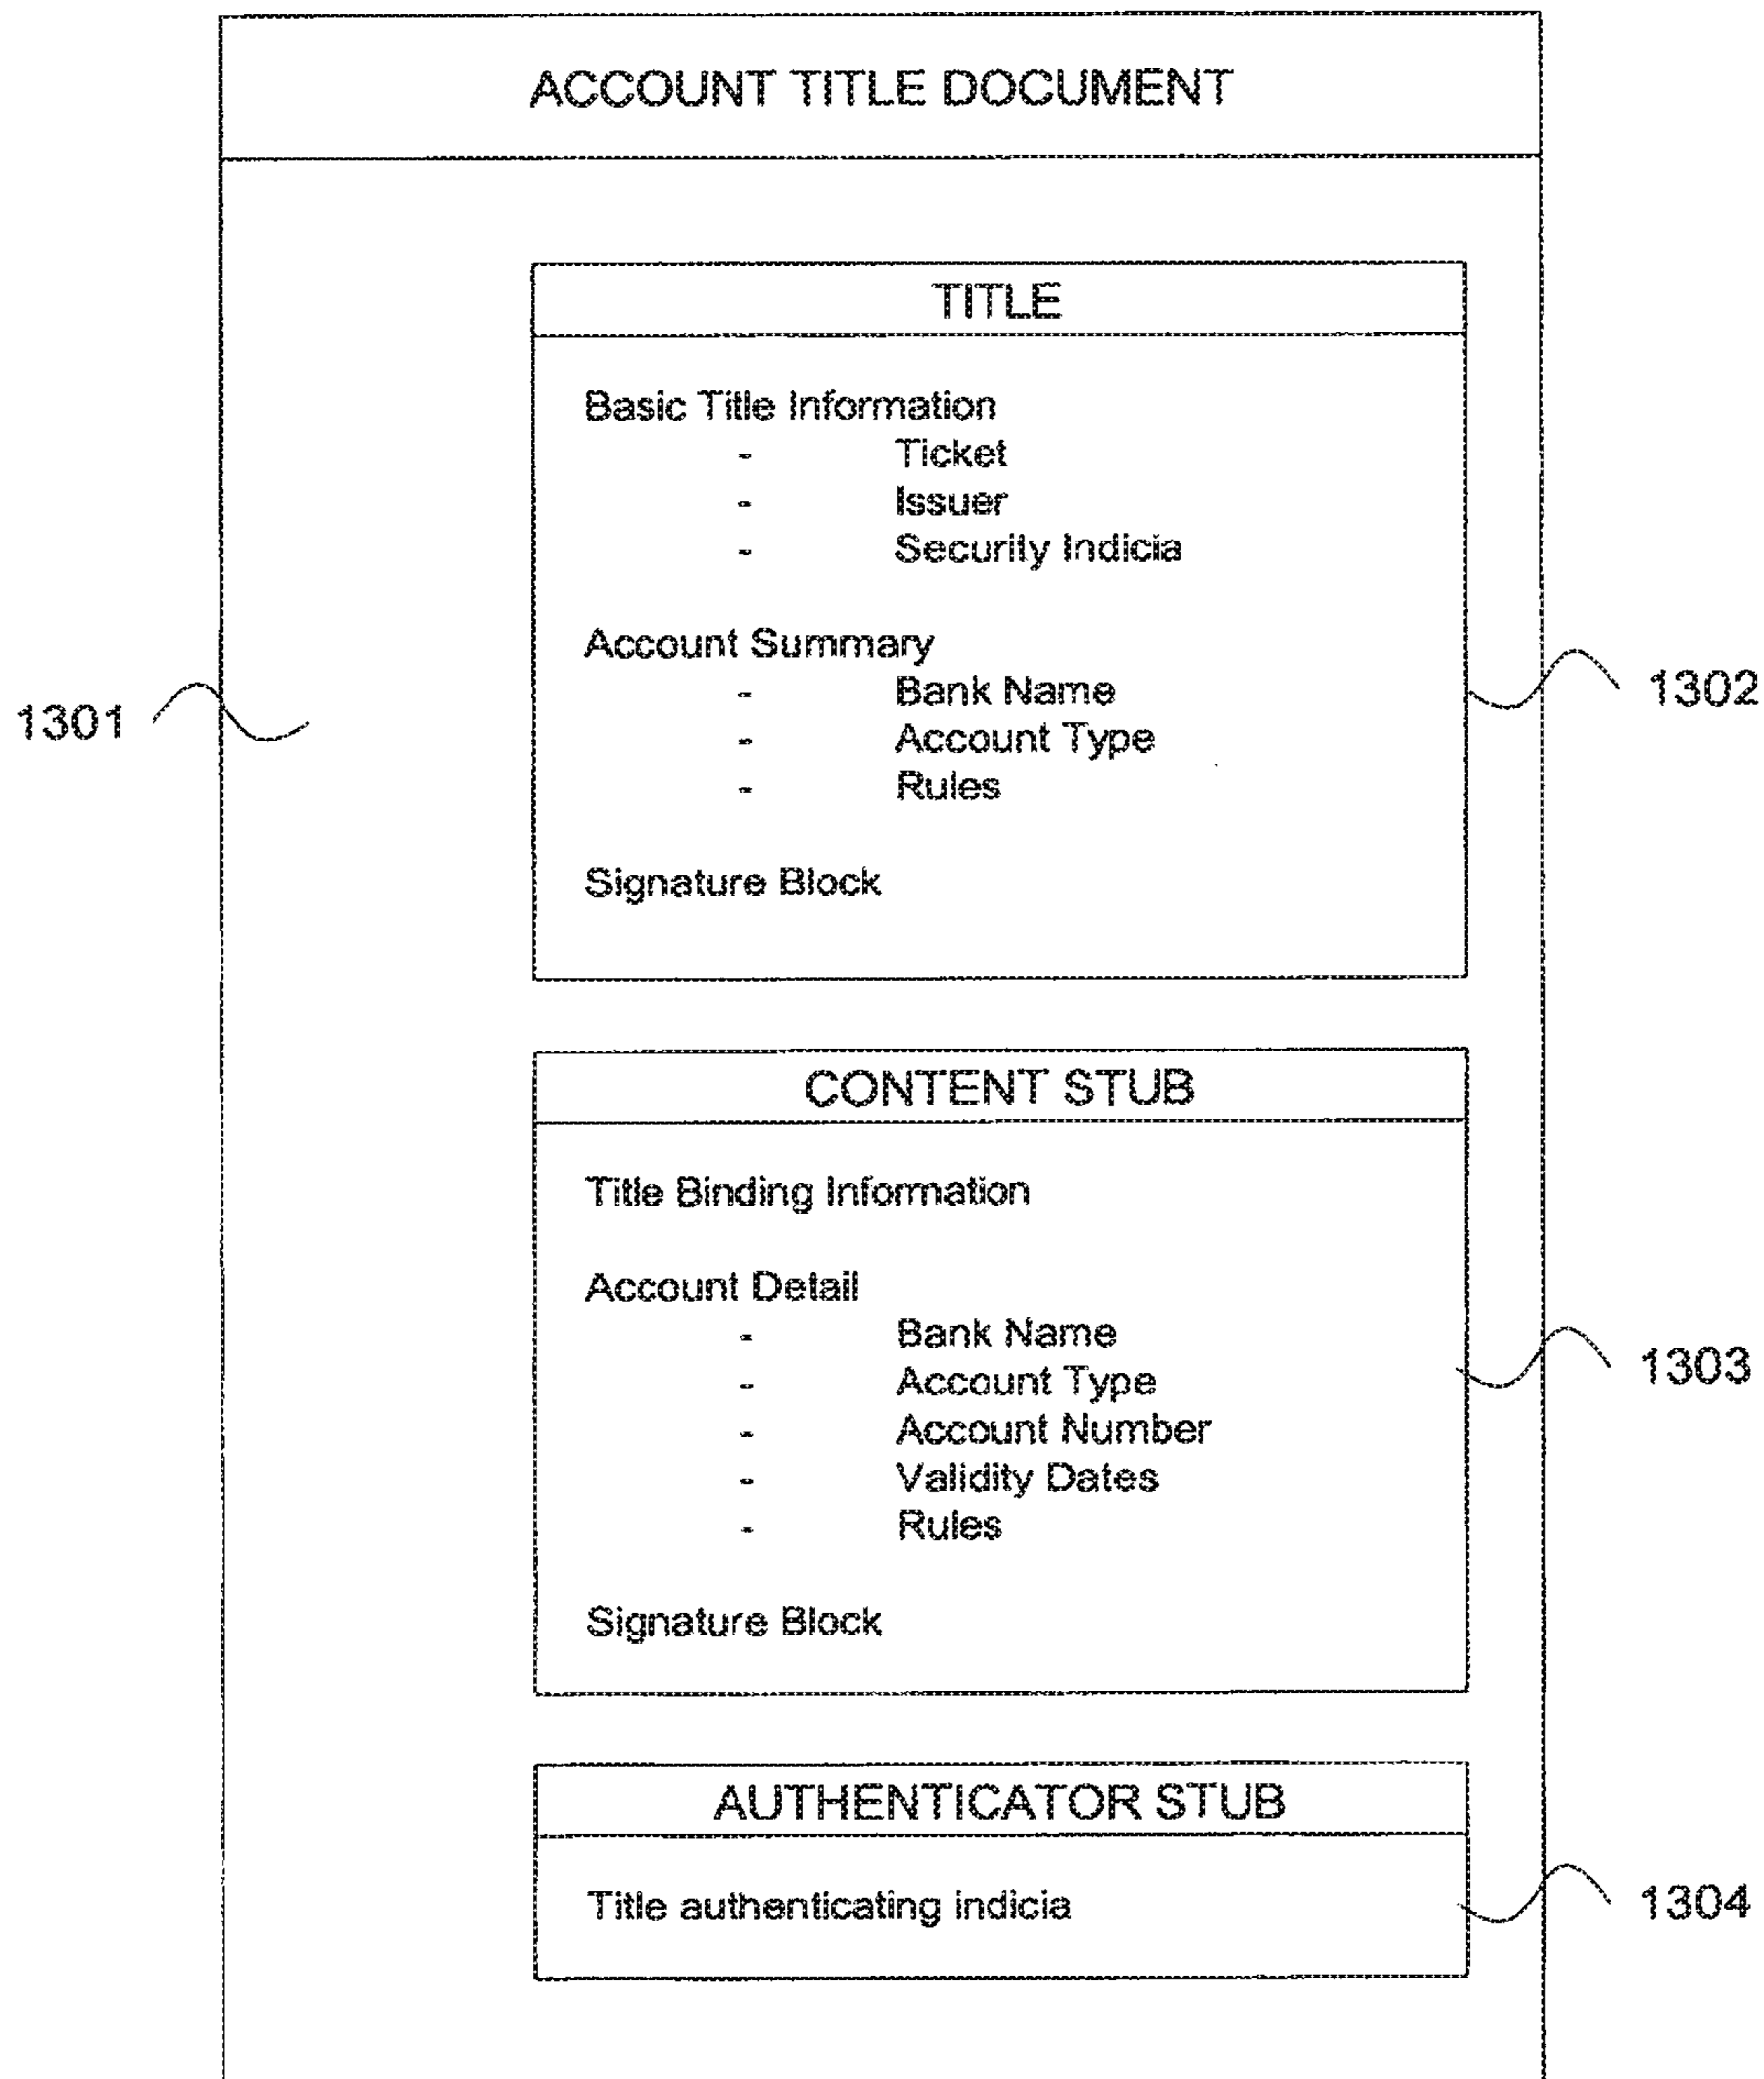 ACCOUNT TITLE DOCUMENT
TITLE
Basic Title Information
- Ticket
- Issuer
- Security Indicia
Account Summary
- Bank Name
- Account Type
- Rules
Signature Block
1301
1302
CONTENT STUB
Title Binding Information
Account Detail
- Bank Name
- Account Type
- Account Number
- Validity Dates
- Rules
Signature Block
1303
AUTHENTICATOR STUB
Title authenticating indicia
1304